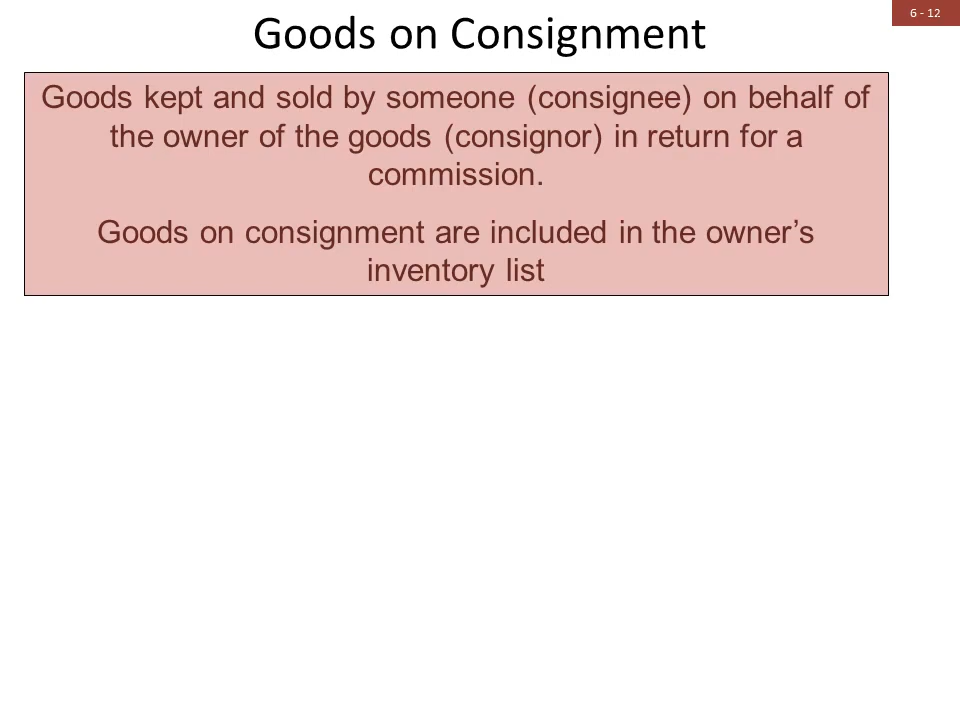 6 - 12
Goods on Consignment
Goods kept and sold by someone (consignee) on behalf of
the owner of the goods (consignor) in return for a
commission.
Goods on consignment are included in the owner’s
inventory list